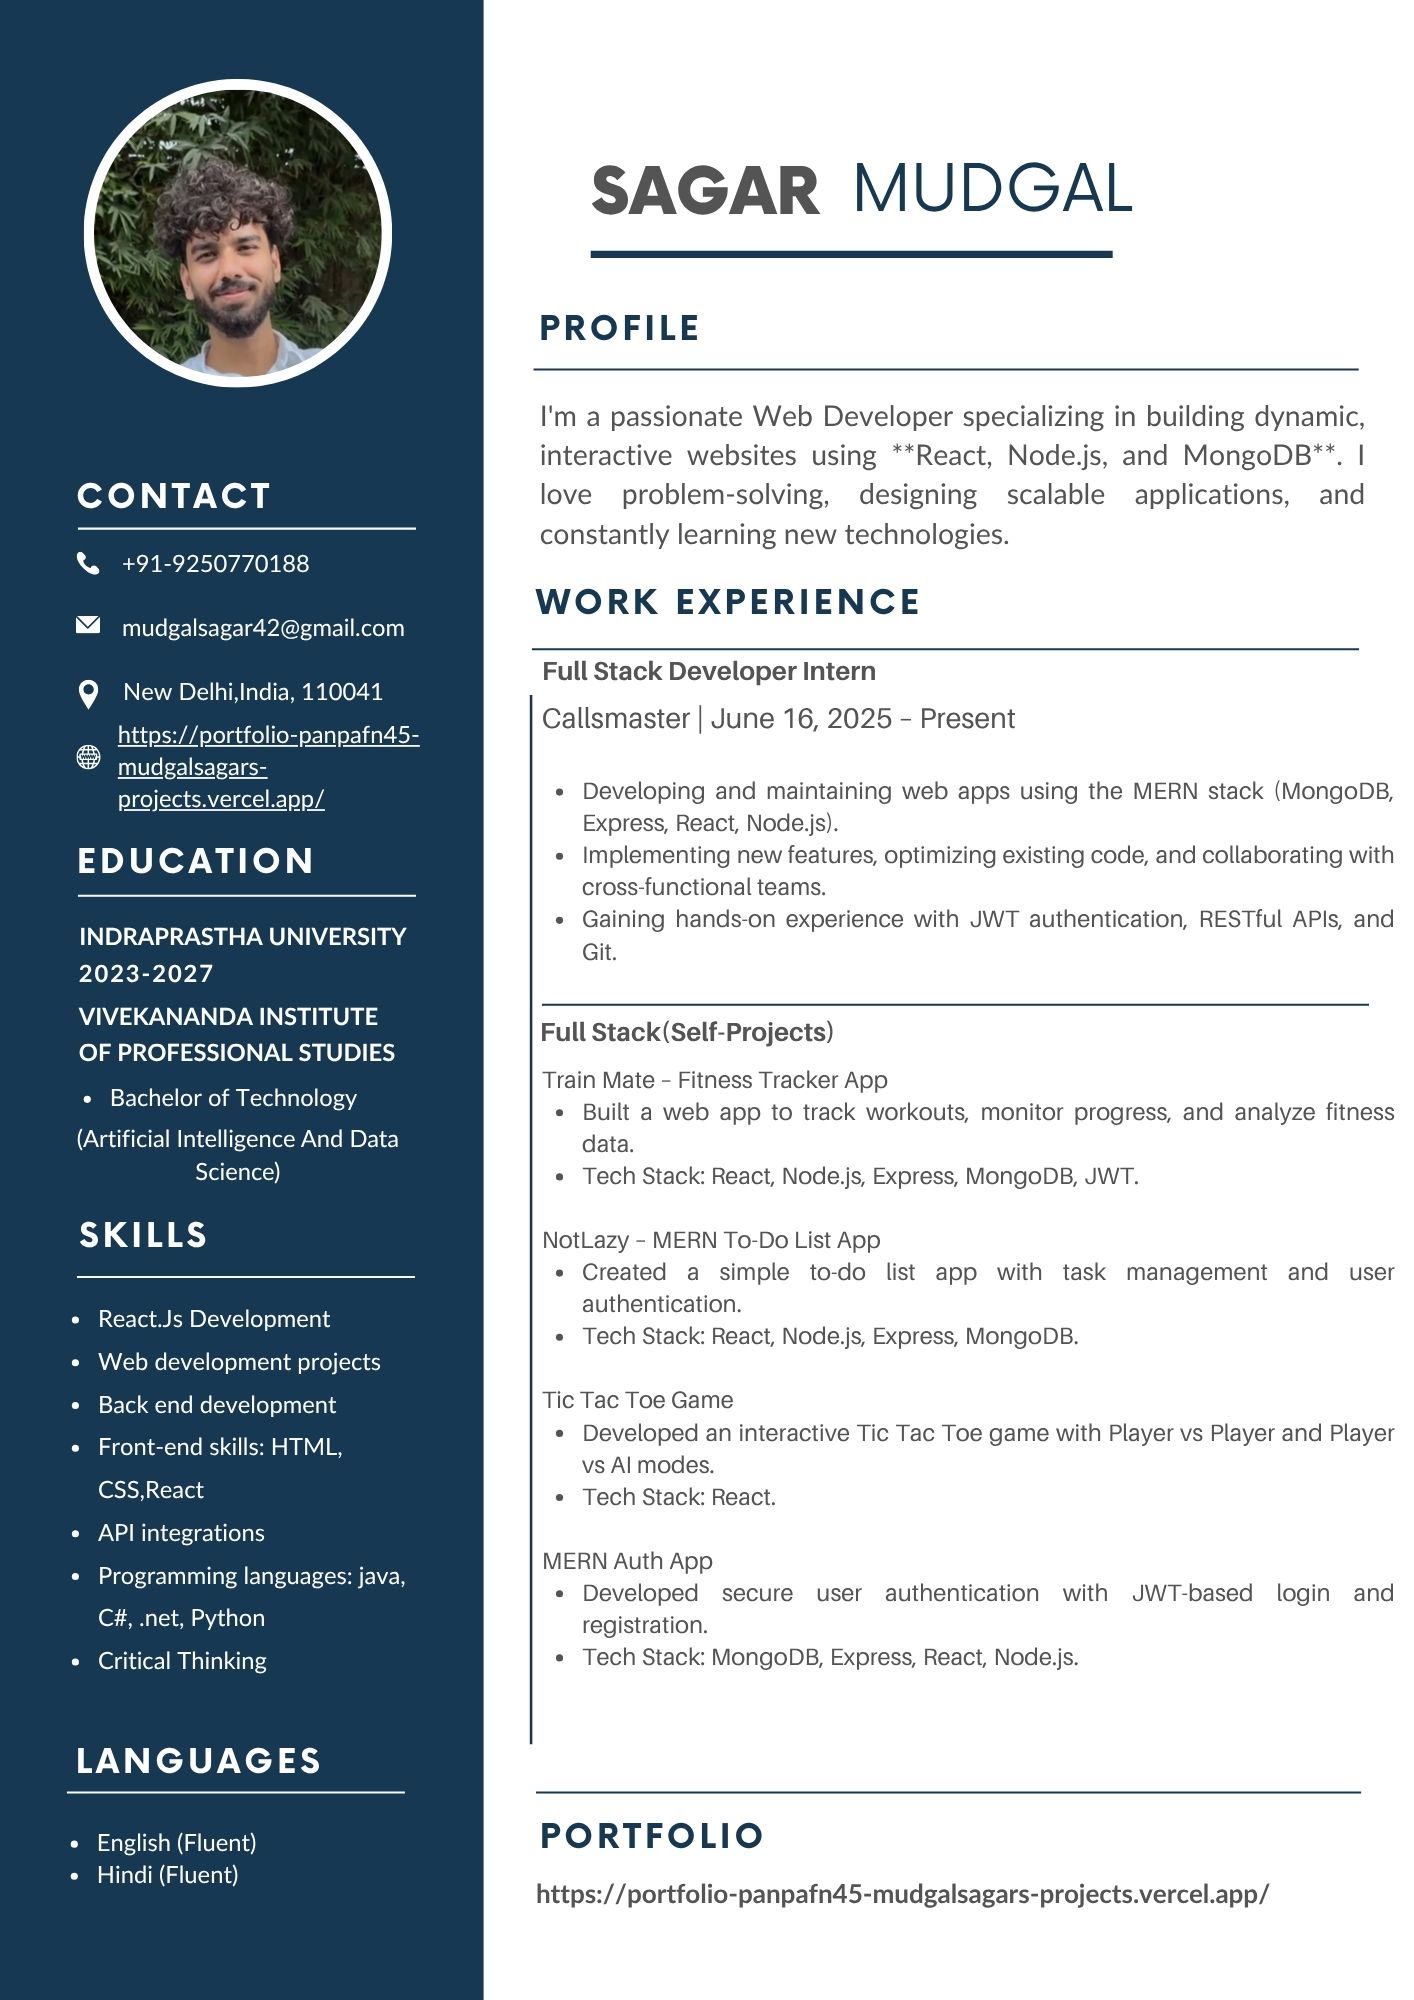 SAGAR MUDGAL
CONTACT
+91-9250770188
mudgalsagar42@gmail.com
New Delhi,India, 110041
https://portfolio-panpafn45-
mudgalsagars-
projects.vercel.app/
EDUCATION
INDRAPRASTHA UNIVERSITY
2023-2027
VIVEKANANDA INSTITUTE
OF PROFESSIONAL STUDIES
• Bachelor of Technology
(Artificial Intelligence And Data
Science)
SKILLS
• React.Js Development
• Web development projects
• Back end development
• Front-end skills: HTML,
CSS,React
• API integrations
• Programming languages: java,
C#, .net, Python
• Critical Thinking
LANGUAGES
• English (Fluent)
• Hindi (Fluent)
PROFILE
I'm a passionate Web Developer specializing in building dynamic,
interactive websites using **React, Node.js, and MongoDB**. I
love problem-solving, designing scalable applications, and
constantly learning new technologies.
WORK EXPERIENCE
Full Stack Developer Intern
Callsmaster | June 16, 2025 – Present
• Developing and maintaining web apps using the MERN stack (MongoDB,
Express, React, Node.js).
• Implementing new features, optimizing existing code, and collaborating with
cross-functional teams.
• Gaining hands-on experience with JWT authentication, RESTful APIs, and
Git.
Full Stack(Self-Projects)
Train Mate – Fitness Tracker App
• Built a web app to track workouts, monitor progress, and analyze fitness
data.
• Tech Stack: React, Node.js, Express, MongoDB, JWT.
NotLazy – MERN To-Do List App
• Created a simple to-do list app with task management and user
authentication.
• Tech Stack: React, Node.js, Express, MongoDB.
Tic Tac Toe Game
• Developed an interactive Tic Tac Toe game with Player vs Player and Player
vs AI modes.
• Tech Stack: React.
MERN Auth App
• Developed secure user authentication with JWT-based login and
registration.
• Tech Stack: MongoDB, Express, React, Node.js.
PORTFOLIO
https://portfolio-panpafn45-mudgalsagars-projects.vercel.app/